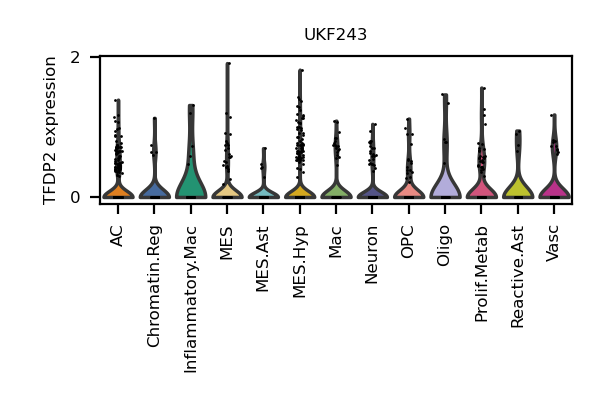 UKF243
2
0
TFDP2 expression
AC
Chromatin.Reg
Inflammatory.Mac
MES
MES.Ast
MES.Hyp
Mac
Neuron
OPC
Oligo
Prolif.Metab
Reactive.Ast
Vasc